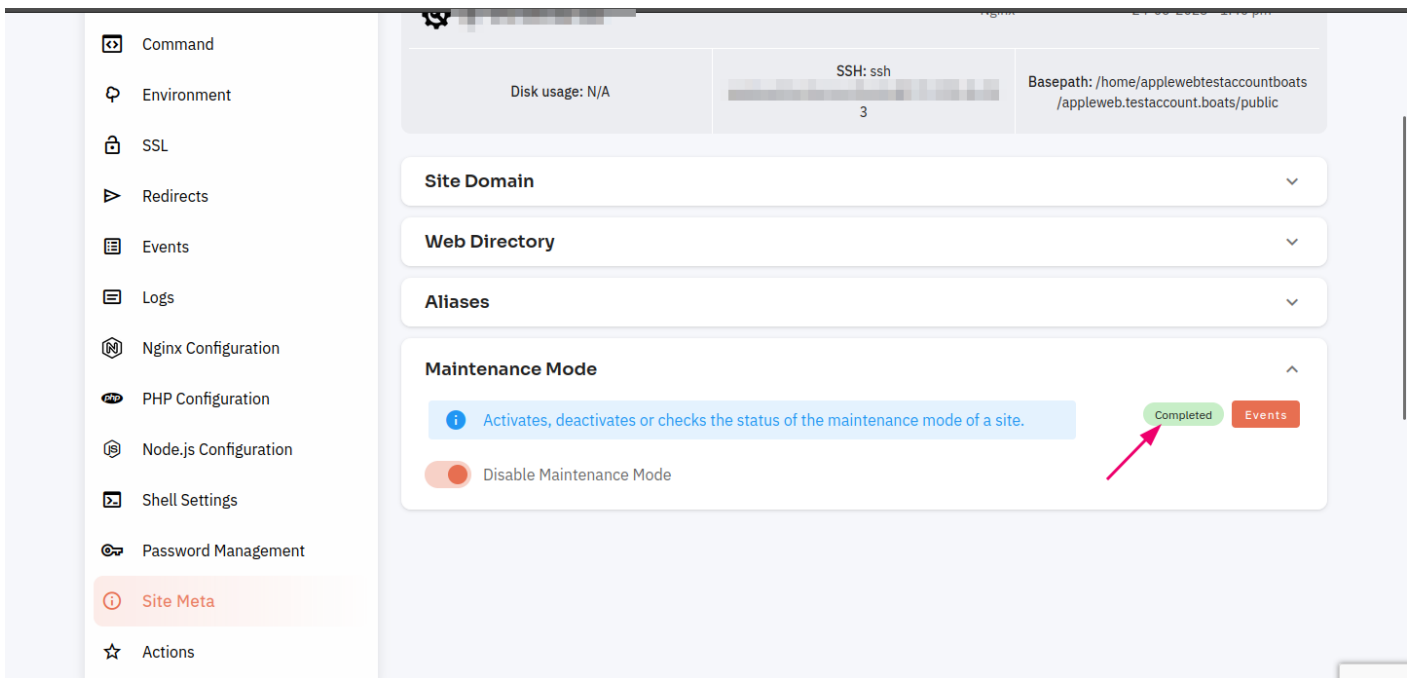 Command
Environment
SSL
Redirects
Events
Logs
Nginx Configuration
PHP Configuration
Node.js Configuration
Shell Settings
Password Management
Site Meta
Actions
Disk usage: N/A
SSH: ssh
3
Basepath: /home/applewebtestaccountboats
/appleweb.testaccount.boats/public
Site Domain
Web Directory
Aliases
Maintenance Mode
Activates, deactivates or checks the status of the maintenance mode of a site.
Completed
Events
Disable Maintenance Mode